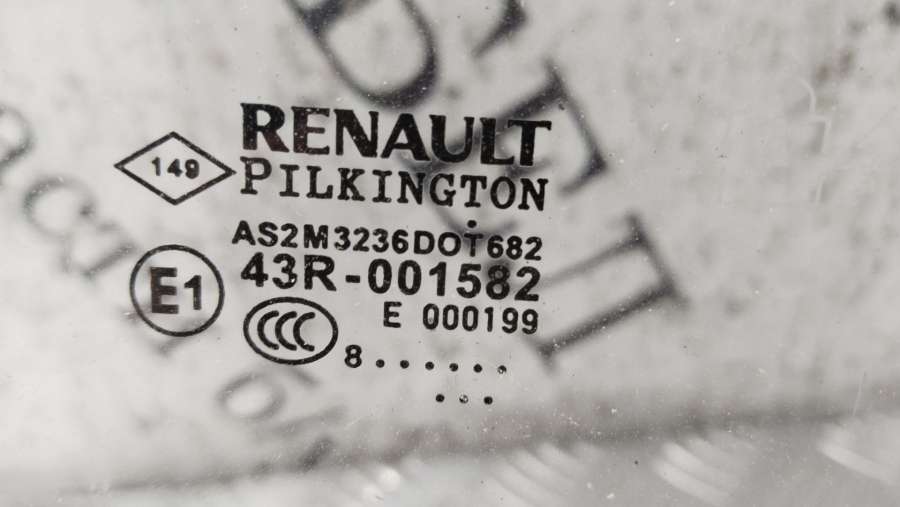 RENAULT
149
PILKINGTON
AS2M3236DOT682
E1
43R-001582
E 000199
CCC
8.......
...